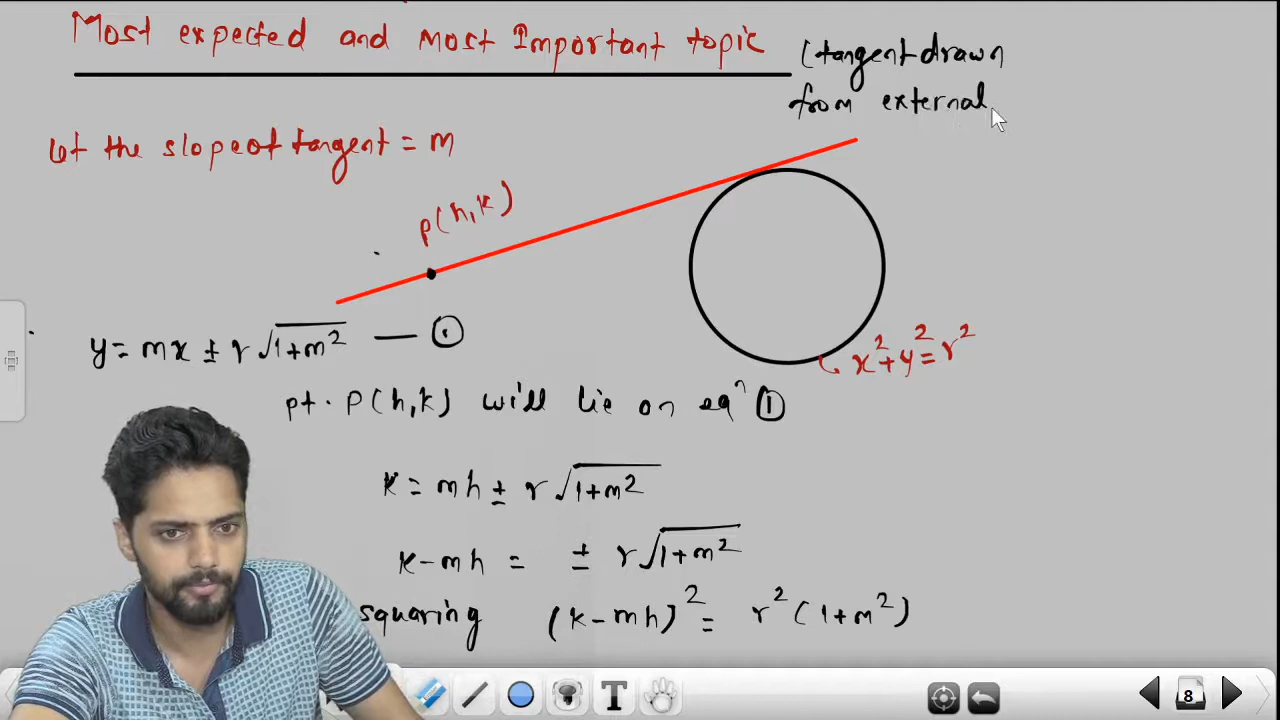 Most expected and most Important topic
(tangent drawn
from external
let the slope of tangent = m
P(h,k)
x²+y²=r²
y = mx ± r√1+m² — ①
pt. P(h,k) will lie on eqⁿ ①
k = mh ± r√1+m²
k-mh = ± r√1+m²
squaring (k-mh)² = r²(1+m²)
T
8